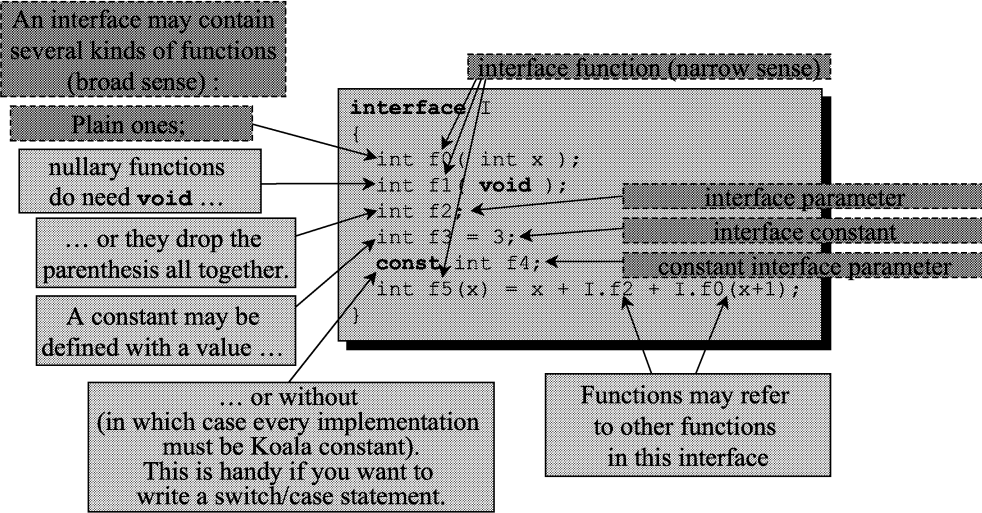 An interface may contain
several kinds of functions
(broad sense) :
interface function (narrow sense)
Plain ones;
nullary functions
do need void ...
... or they drop the
parenthesis all together.
A constant may be
defined with a value ...
interface I
{
int f0( int x );
int f1( void );
int f2;
int f3 = 3;
const int f4;
int f5(x) = x + I.f2 + I.f0(x+1);
}
interface parameter
interface constant
constant interface parameter
... or without
(in which case every implementation
must be Koala constant).
This is handy if you want to
write a switch/case statement.
Functions may refer
to other functions
in this interface